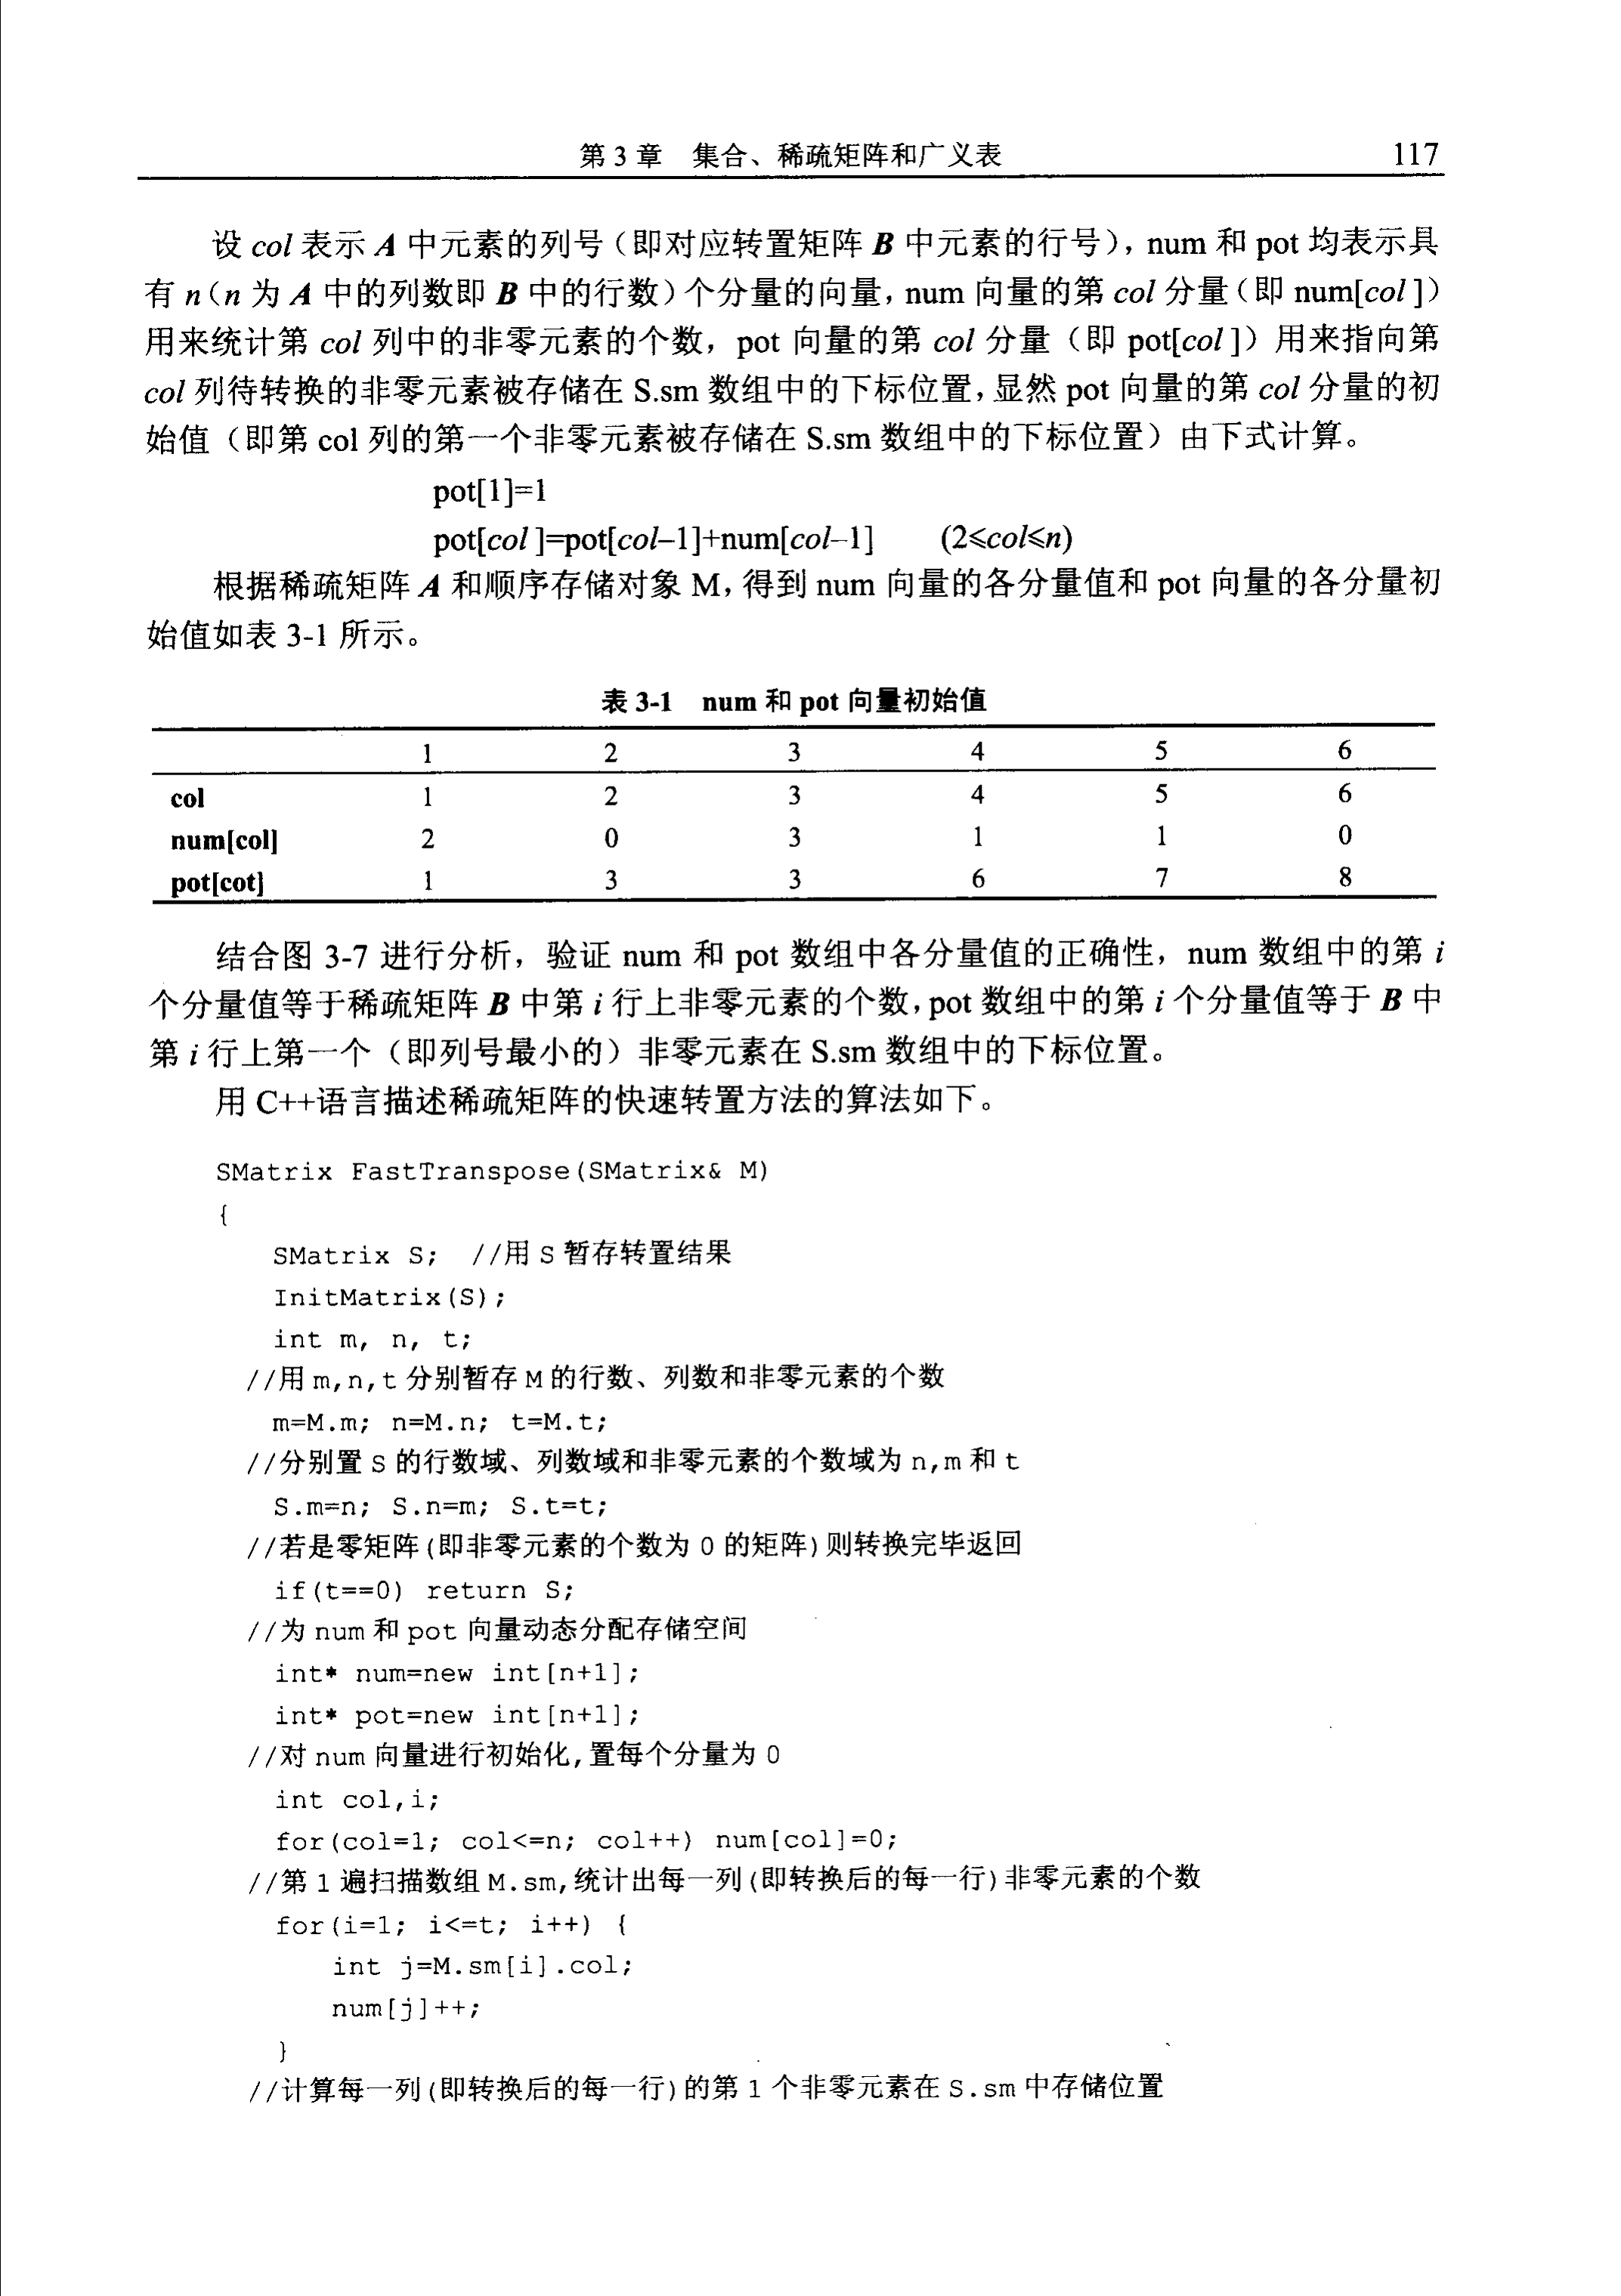 第 3 章　集合、稀疏矩阵和广义表　117
设 col 表示 A 中元素的列号（即对应转置矩阵 B 中元素的行号），num 和 pot 均表示具
有 n（n 为 A 中的列数即 B 中的行数）个分量的向量，num 向量的第 col 分量（即 num[col]）
用来统计第 col 列中的非零元素的个数，pot 向量的第 col 分量（即 pot[col]）用来指向第
col 列待转换的非零元素被存储在 S.sm 数组中的下标位置，显然 pot 向量的第 col 分量的初
始值（即第 col 列的第一个非零元素被存储在 S.sm 数组中的下标位置）由下式计算。
pot[1]=1
pot[col]=pot[col-1]+num[col-1]　(2≤col≤n)
根据稀疏矩阵 A 和顺序存储对象 M，得到 num 向量的各分量值和 pot 向量的各分量初
始值如表 3-1 所示。
表 3-1　num 和 pot 向量初始值
1 2 3 4 5 6
col 1 2 3 4 5 6
num[col] 2 0 3 1 1 0
pot[cot] 1 3 3 6 7 8
结合图 3-7 进行分析，验证 num 和 pot 数组中各分量值的正确性，num 数组中的第 i
个分量值等于稀疏矩阵 B 中第 i 行上非零元素的个数，pot 数组中的第 i 个分量值等于 B 中
第 i 行上第一个（即列号最小的）非零元素在 S.sm 数组中的下标位置。
用 C++语言描述稀疏矩阵的快速转置方法的算法如下。
SMatrix FastTranspose(SMatrix& M)
{
SMatrix S; //用 S 暂存转置结果
InitMatrix(S);
int m, n, t;
//用 m,n,t 分别暂存 M 的行数、列数和非零元素的个数
m=M.m; n=M.n; t=M.t;
//分别置 S 的行数域、列数域和非零元素的个数域为 n,m 和 t
S.m=n; S.n=m; S.t=t;
//若是零矩阵(即非零元素的个数为 0 的矩阵)则转换完毕返回
if(t==0) return S;
//为 num 和 pot 向量动态分配存储空间
int* num=new int[n+1];
int* pot=new int[n+1];
//对 num 向量进行初始化,置每个分量为 0
int col,i;
for(col=1; col<=n; col++) num[col]=0;
//第 1 遍扫描数组 M.sm,统计出每一列(即转换后的每一行)非零元素的个数
for(i=1; i<=t; i++) {
int j=M.sm[i].col;
num[j]++;
}
//计算每一列(即转换后的每一行)的第 1 个非零元素在 S.sm 中存储位置